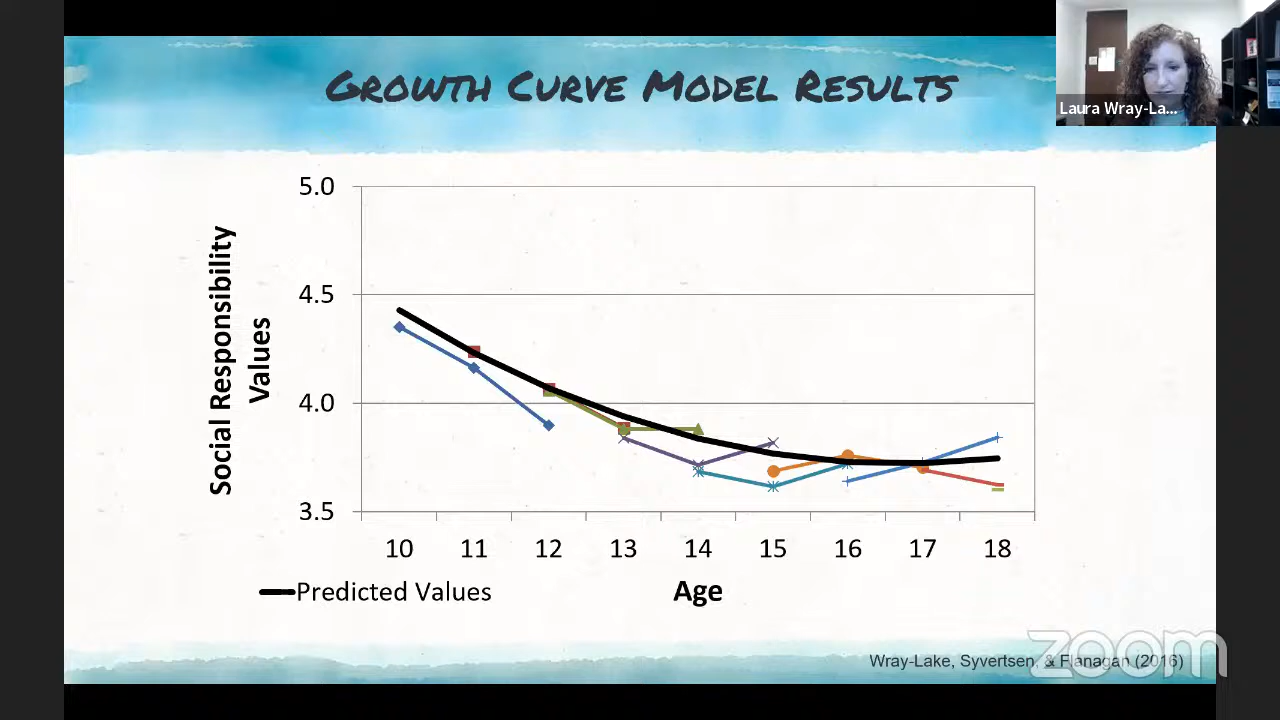 GROWTH CURVE MODEL RESULTS
Laura Wray-La...
5.0
4.5
4.0
3.5
Social Responsibility
Values
10 11 12 13 14 15 16 17 18
Predicted Values
Age
Wray-Lake, Syvertsen, & Flanagan (2016)
zoom